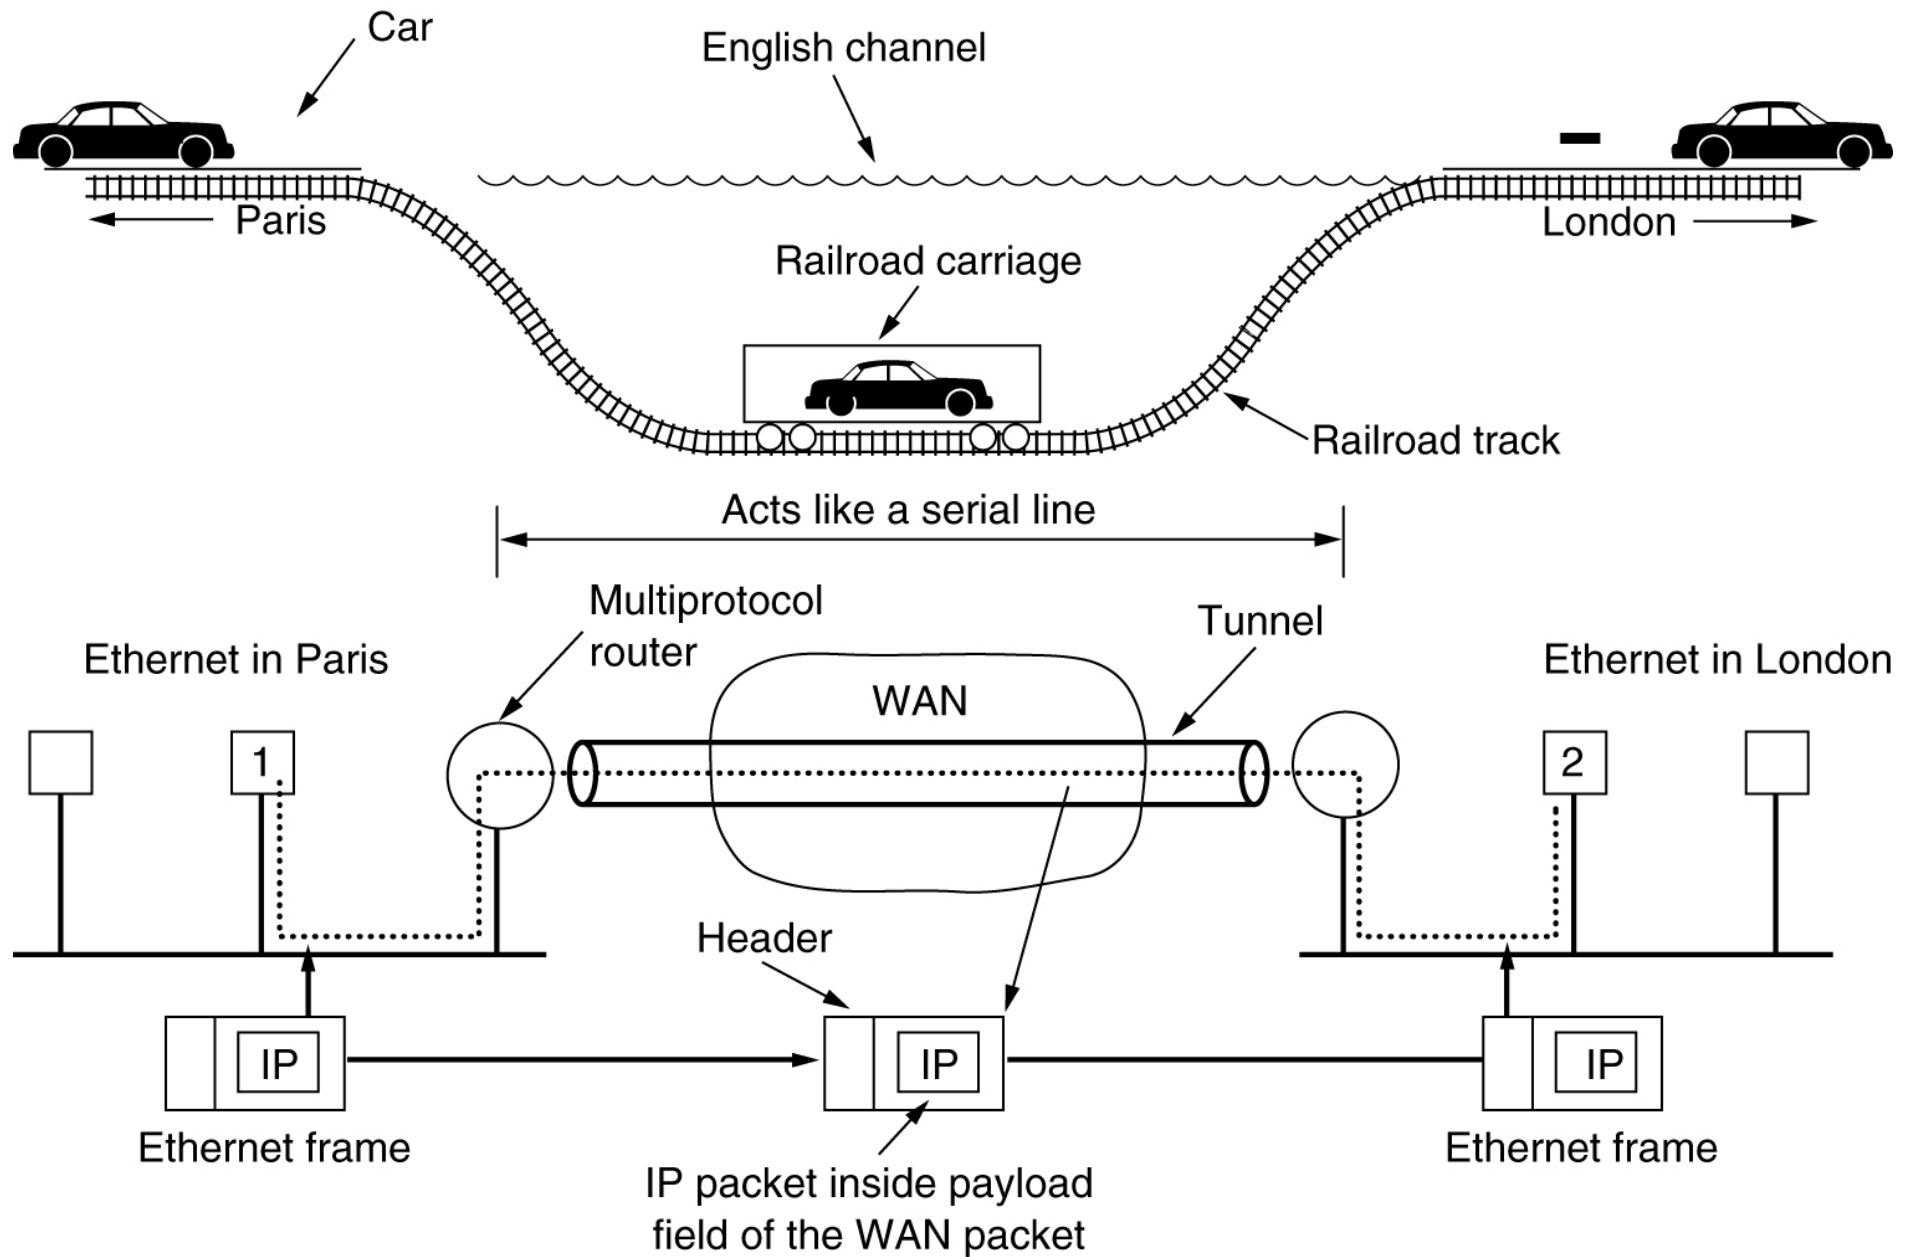 Car
English channel
Paris
London
Railroad carriage
Railroad track
Acts like a serial line
Multiprotocol
router
Tunnel
Ethernet in Paris
Ethernet in London
WAN
1
2
Header
IP
IP
IP
Ethernet frame
Ethernet frame
IP packet inside payload
field of the WAN packet